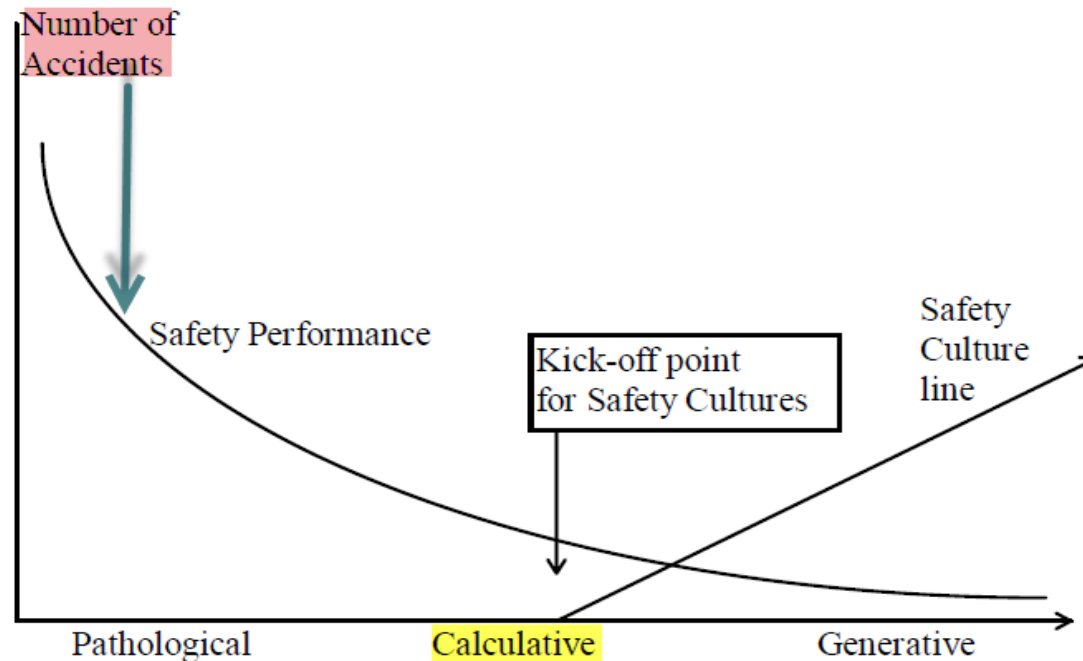 Number of
Accidents
Safety Performance
Kick-off point
for Safety Cultures
Safety
Culture
line
Pathological
Calculative
Generative